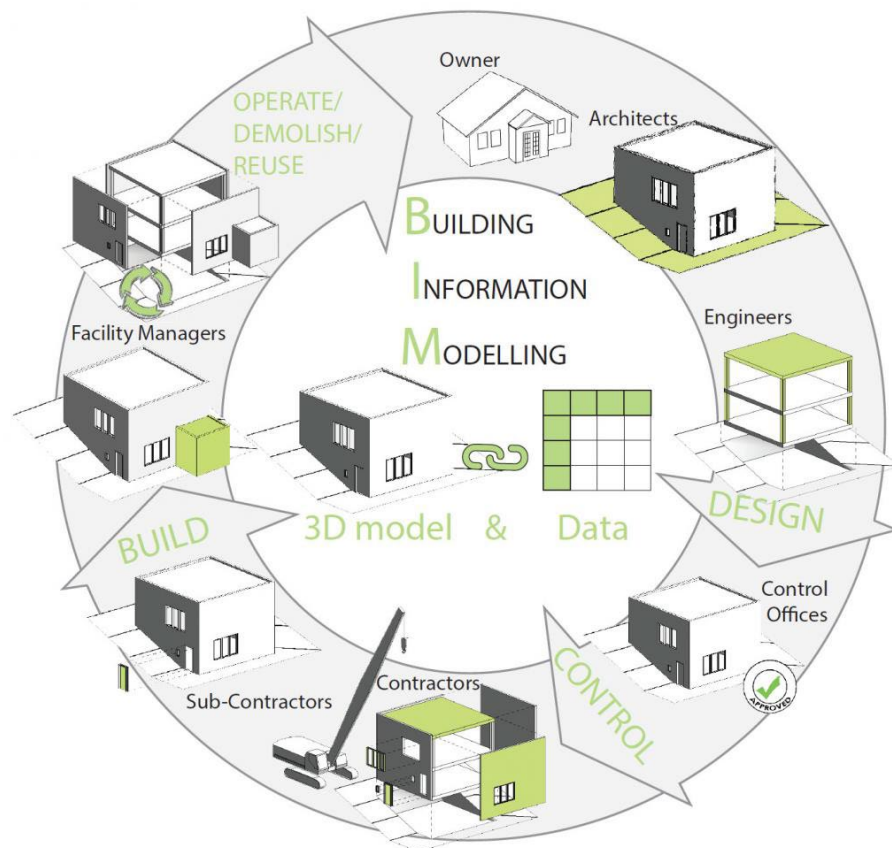 Owner
Architects
OPERATE/
DEMOLISH/
REUSE
BUILDING
INFORMATION
MODELLING
Engineers
Facility Managers
3D model & Data
DESIGN
BUILD
Control
Offices
APPROVED
CONTROL
Contractors
Sub-Contractors